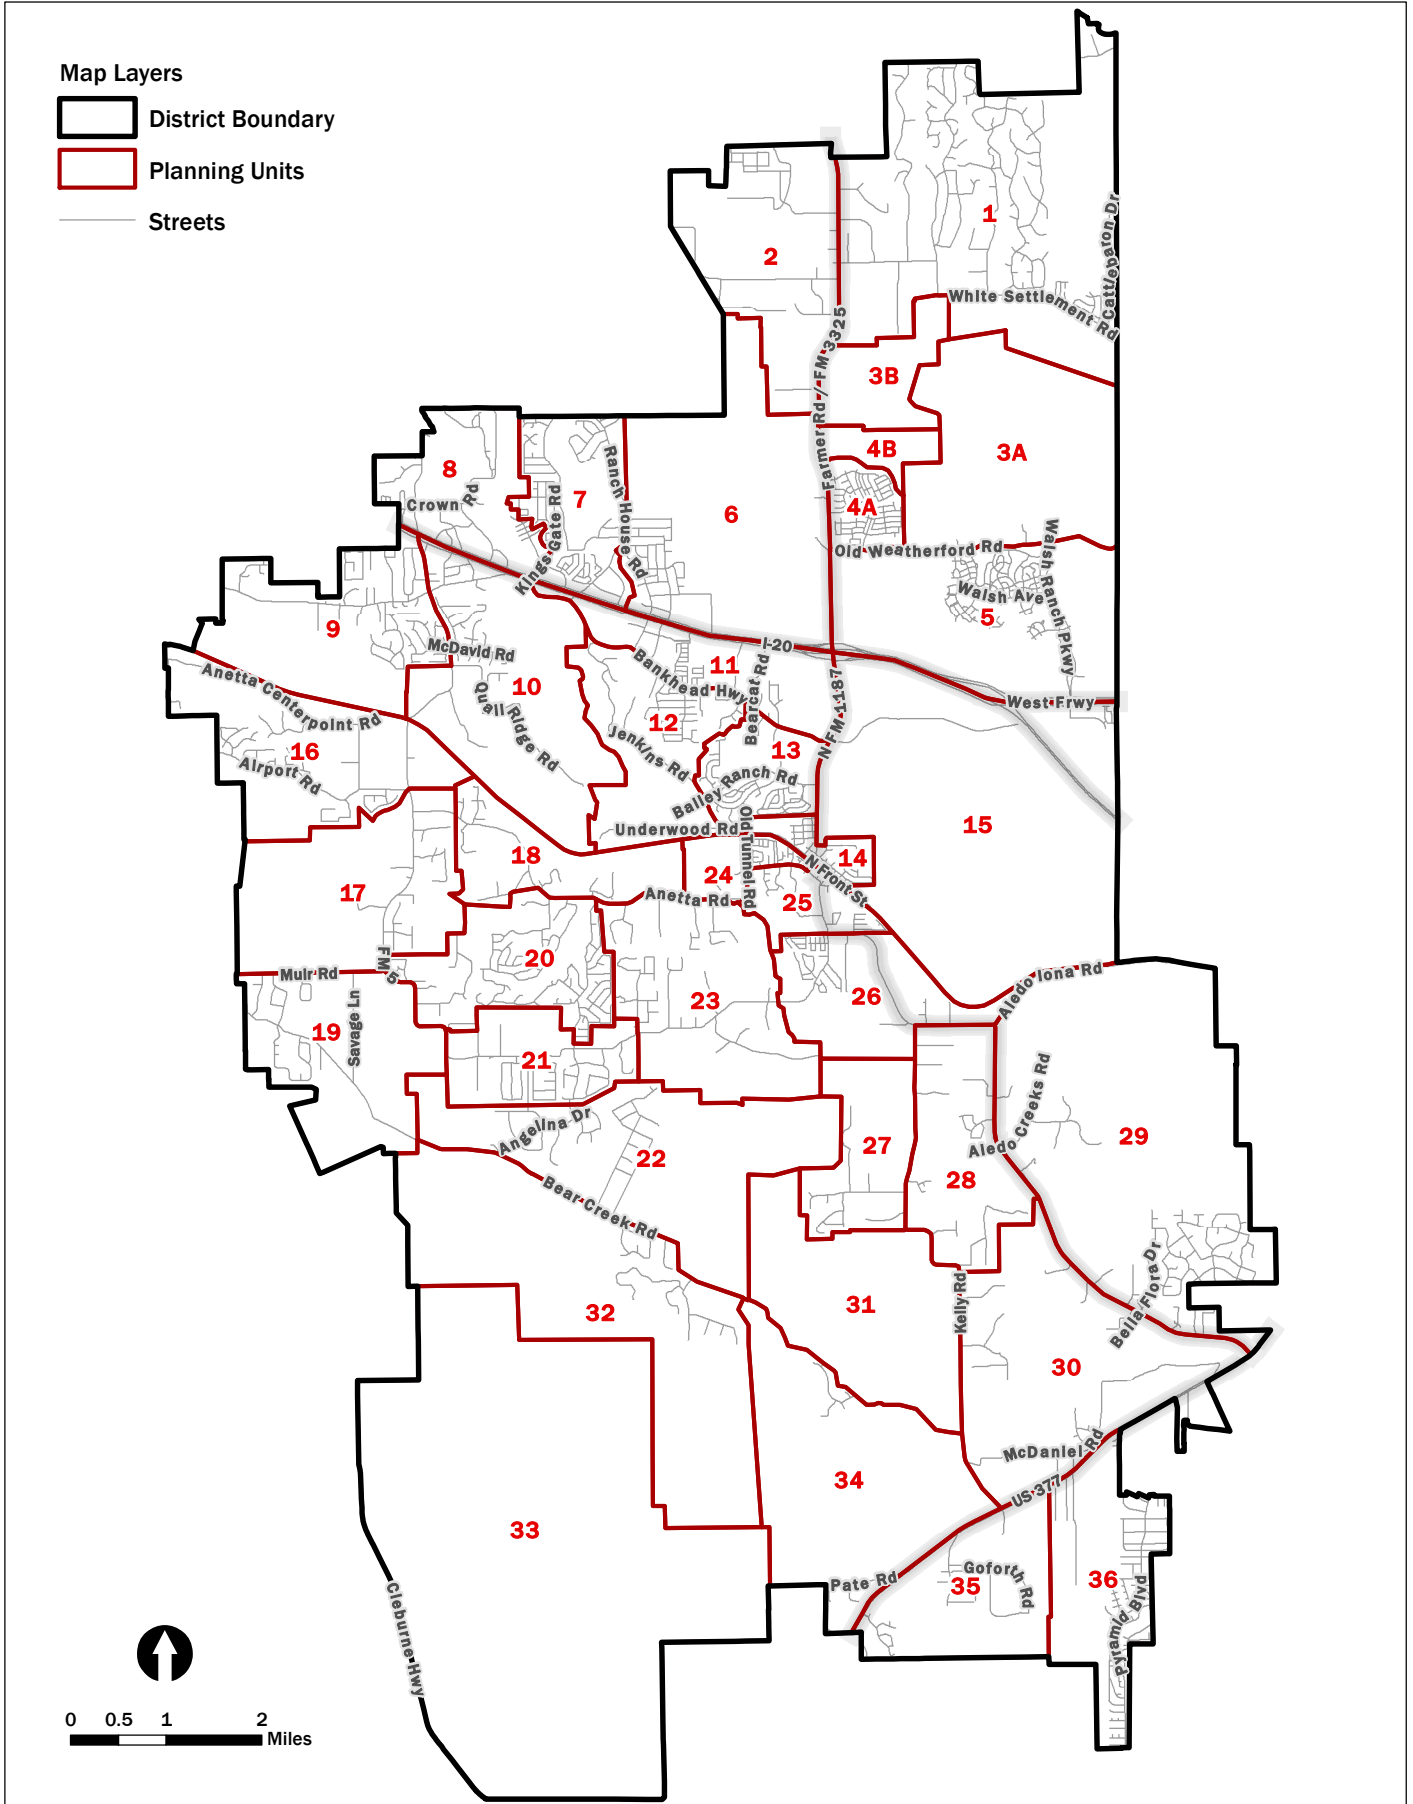 Map Layers
District Boundary
Planning Units
Streets
1
Cattlebaron Dr
2
White Settlement Rd
Farmer Rd / FM 3325
3B
4B
3A
8
Crown Rd
7
Kings Gate Rd
Ranch House Rd
6
4A
Old Weatherford Rd
Walsh Ranch Pkwy
Walsh Ave
5
9
McDavid Rd
I-20
11
Bankhead Hwy
Bearcat Rd
N FM 1187
West Frwy
Anetta Centerpoint Rd
10
Quail Ridge Rd
12
Jenkins Rd
13
16
Airport Rd
Bailey Ranch Rd
Underwood Rd
Old Tunnel Rd
15
18
14
N Front St
17
24
Anetta Rd
25
FM 5
20
Muir Rd
Savage Ln
23
26
Aledo Iona Rd
19
21
Aledo Creeks Rd
Angelina Dr
22
27
28
29
Bear Creek Rd
Bella Flora Dr
Kelly Rd
32
31
30
McDaniel Rd
34
US 377
33
Pate Rd
Goforth Rd
35
36
Pyramid Blvd
Cleburne Hwy
0 0.5 1 2
Miles